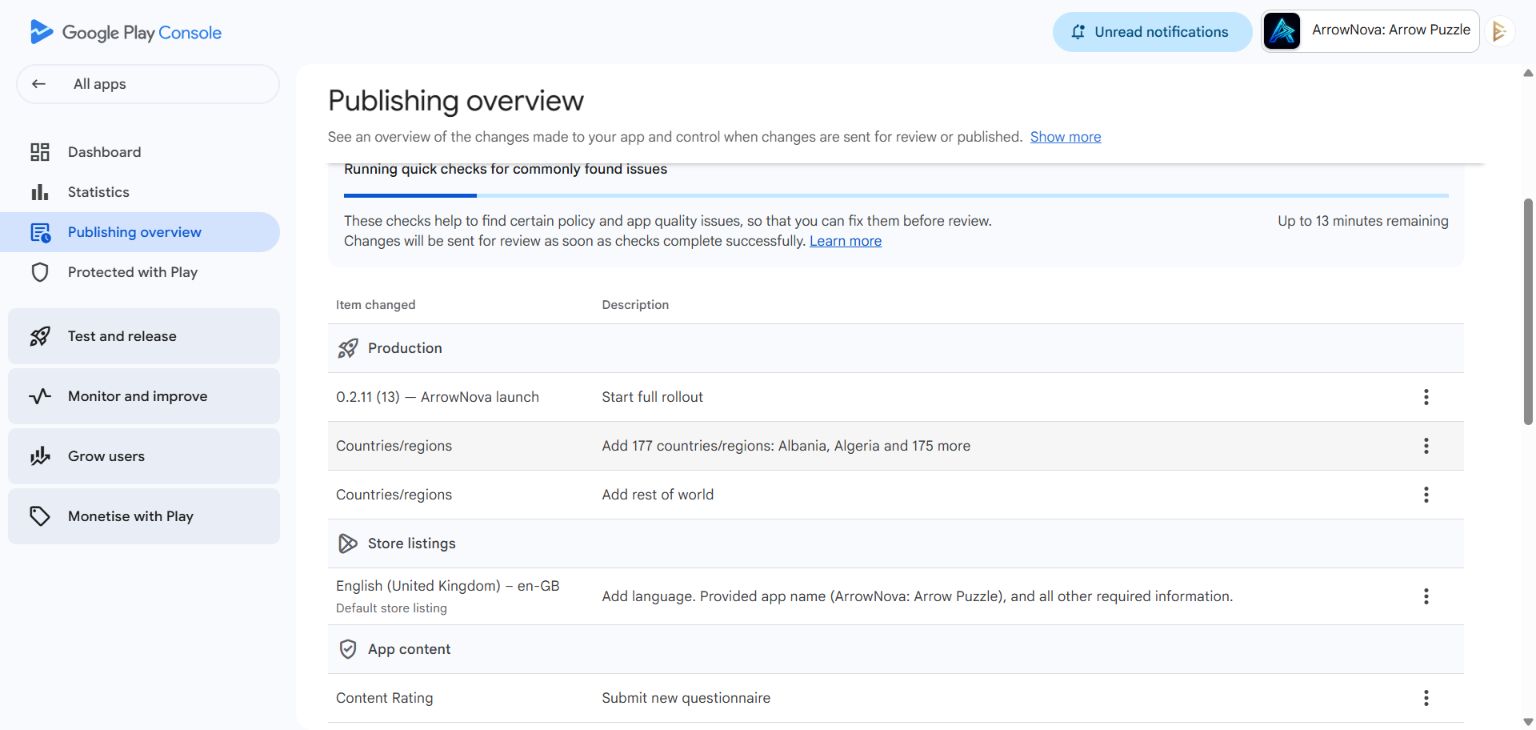 Google Play Console
Unread notifications
ArrowNova: Arrow Puzzle
All apps
Dashboard
Statistics
Publishing overview
Protected with Play
Test and release
Monitor and improve
Grow users
Monetise with Play
Publishing overview
See an overview of the changes made to your app and control when changes are sent for review or published. Show more
Running quick checks for commonly found issues
These checks help to find certain policy and app quality issues, so that you can fix them before review.
Changes will be sent for review as soon as checks complete successfully. Learn more
Up to 13 minutes remaining
Item changed Description
Production
0.2.11 (13) — ArrowNova launch Start full rollout
Countries/regions Add 177 countries/regions: Albania, Algeria and 175 more
Countries/regions Add rest of world
Store listings
English (United Kingdom) – en-GB
Default store listing
Add language. Provided app name (ArrowNova: Arrow Puzzle), and all other required information.
App content
Content Rating Submit new questionnaire